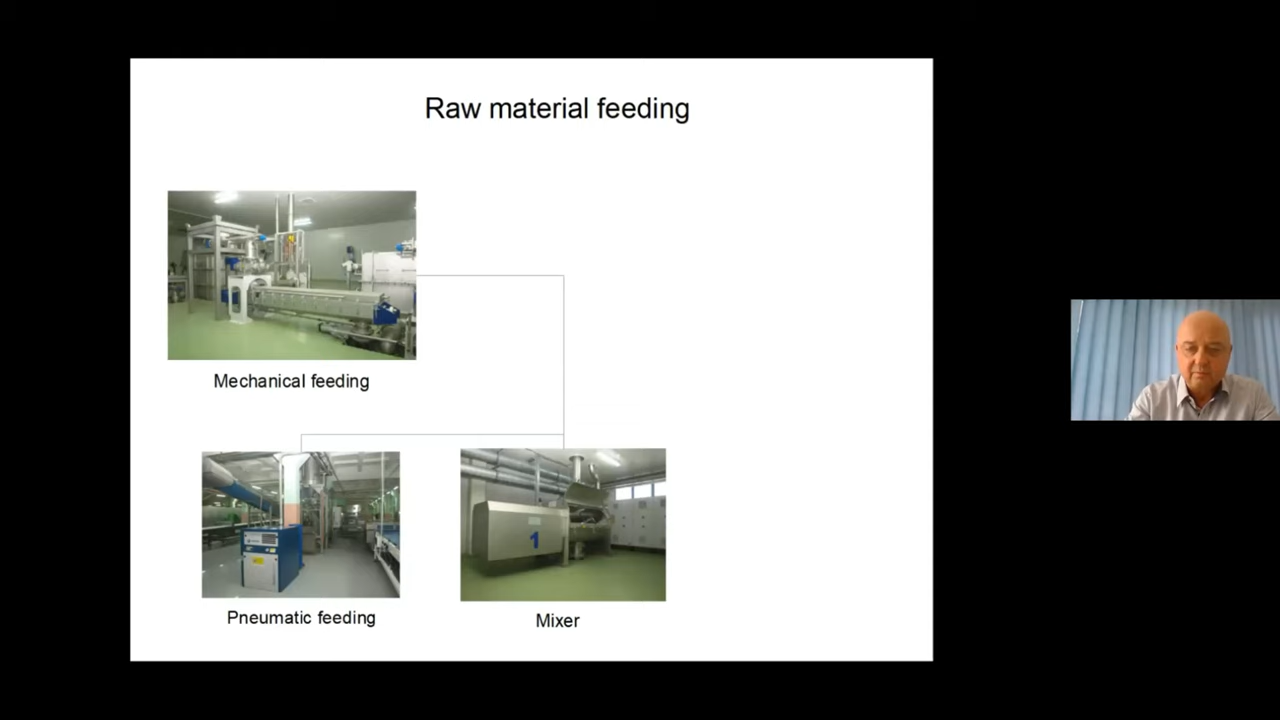 Raw material feeding
Mechanical feeding
1
Pneumatic feeding
Mixer